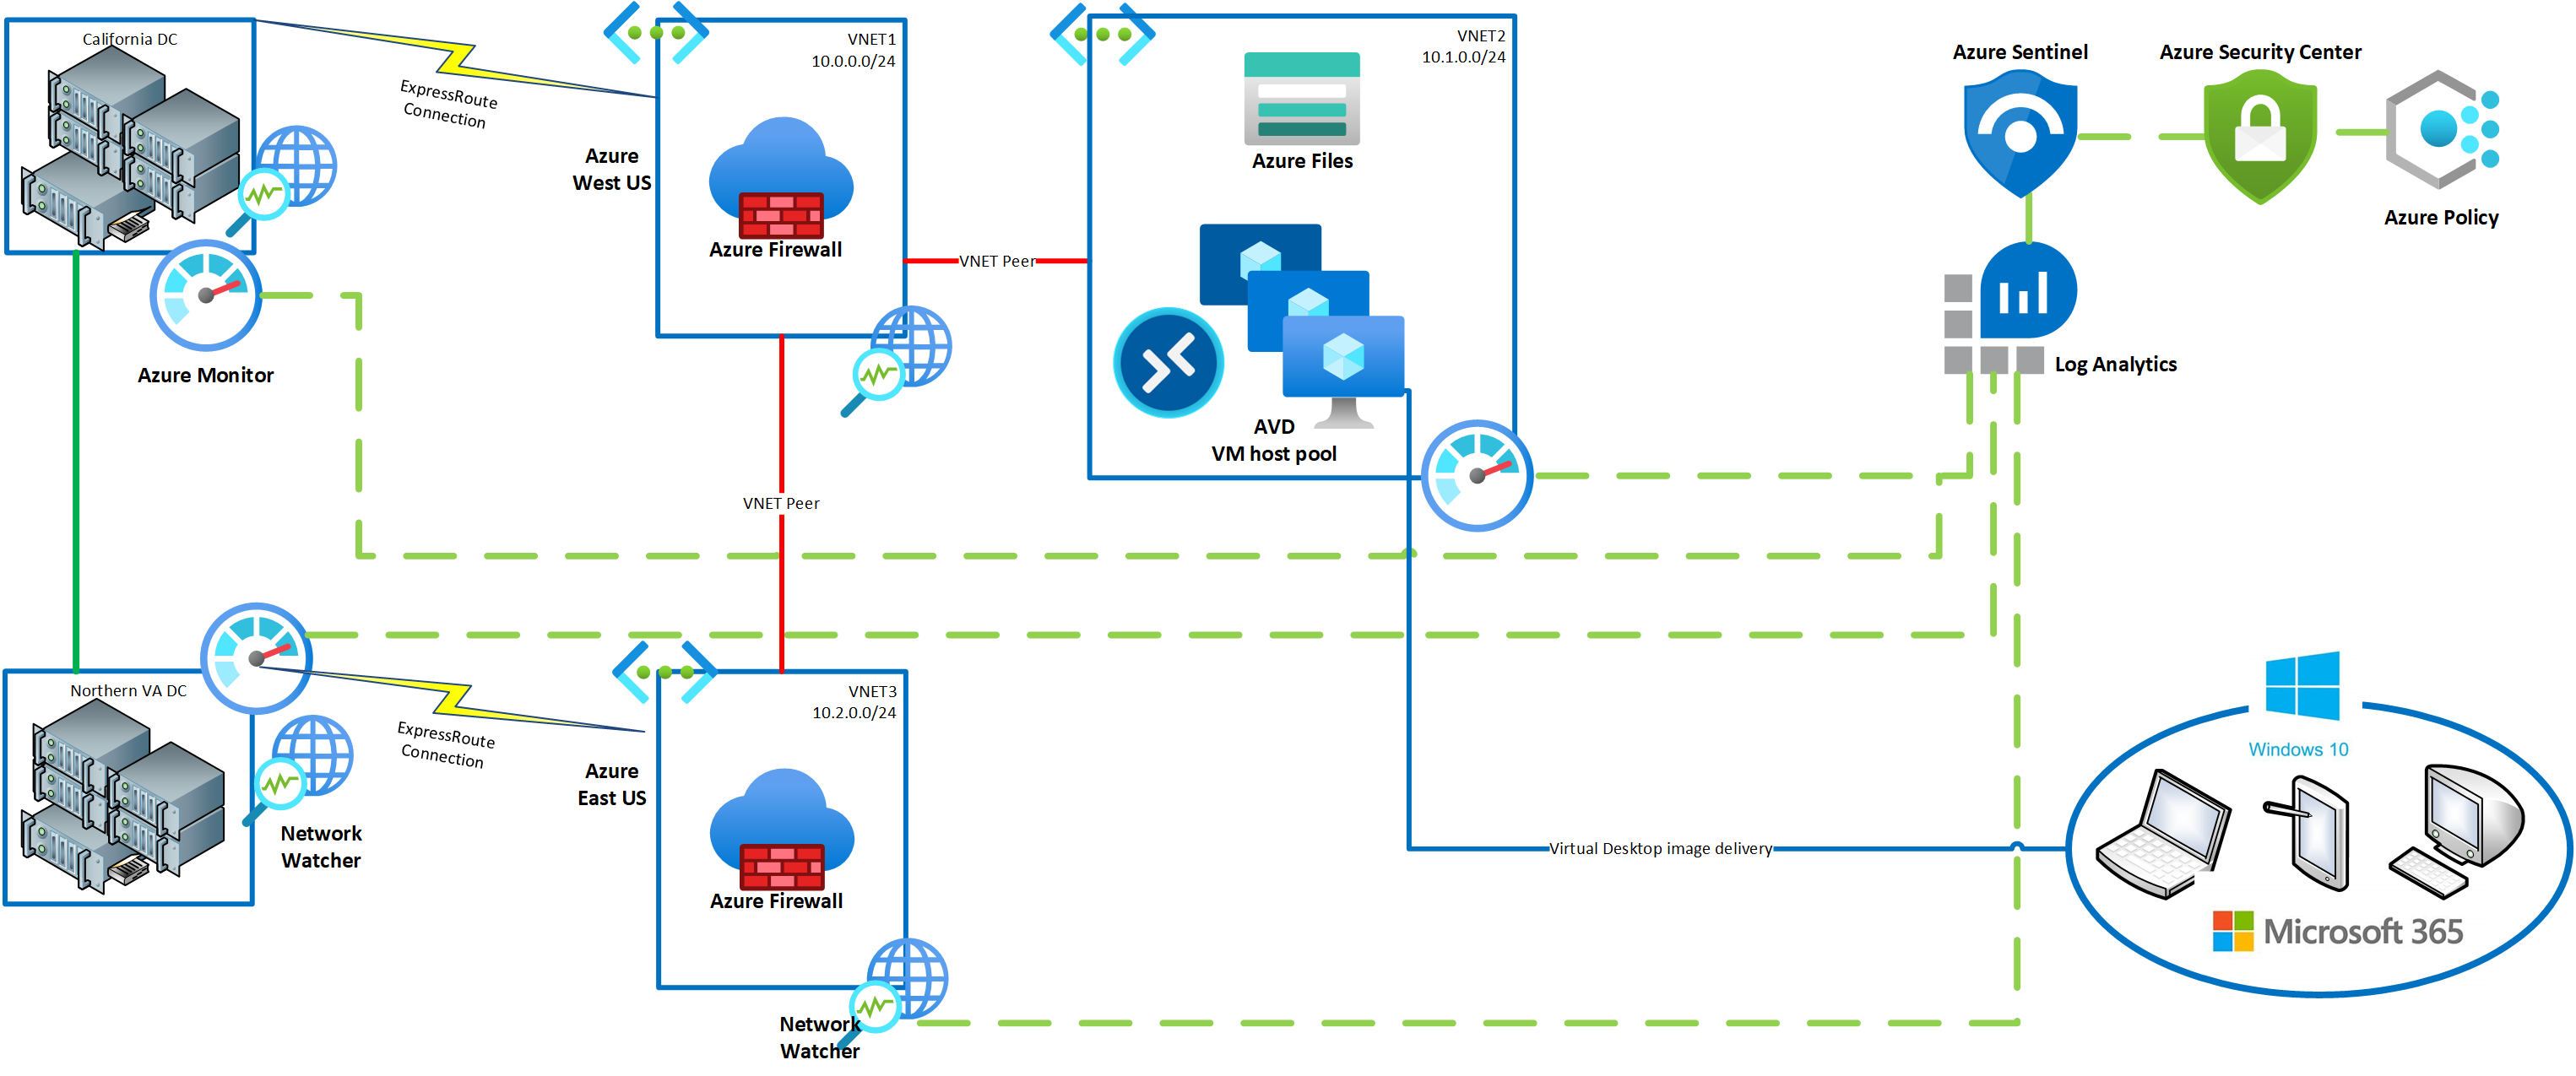 California DC
ExpressRoute
Connection
Azure
West US
VNET1
10.0.0.0/24
Azure Firewall
VNET Peer
VNET2
10.1.0.0/24
Azure Files
AVD
VM host pool
Azure Sentinel
Azure Security Center
Azure Policy
Log Analytics
Azure Monitor
VNET Peer
Northern VA DC
ExpressRoute
Connection
Network
Watcher
Azure
East US
VNET3
10.2.0.0/24
Azure Firewall
Network
Watcher
Virtual Desktop image delivery
Windows 10
Microsoft 365